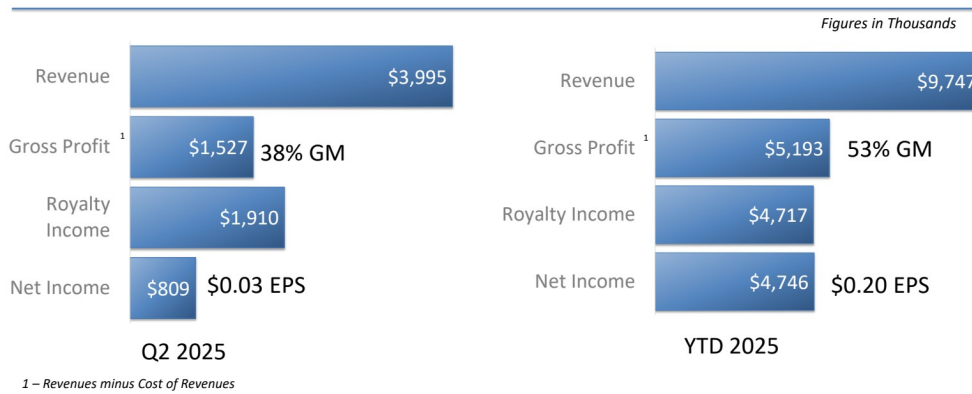 Figures in Thousands
Revenue
$3,995
Gross Profit 1
$1,527
38% GM
Royalty
Income
$1,910
Net Income
$809
$0.03 EPS
Q2 2025
Revenue
$9,747
Gross Profit 1
$5,193
53% GM
Royalty Income
$4,717
Net Income
$4,746
$0.20 EPS
YTD 2025
1 – Revenues minus Cost of Revenues